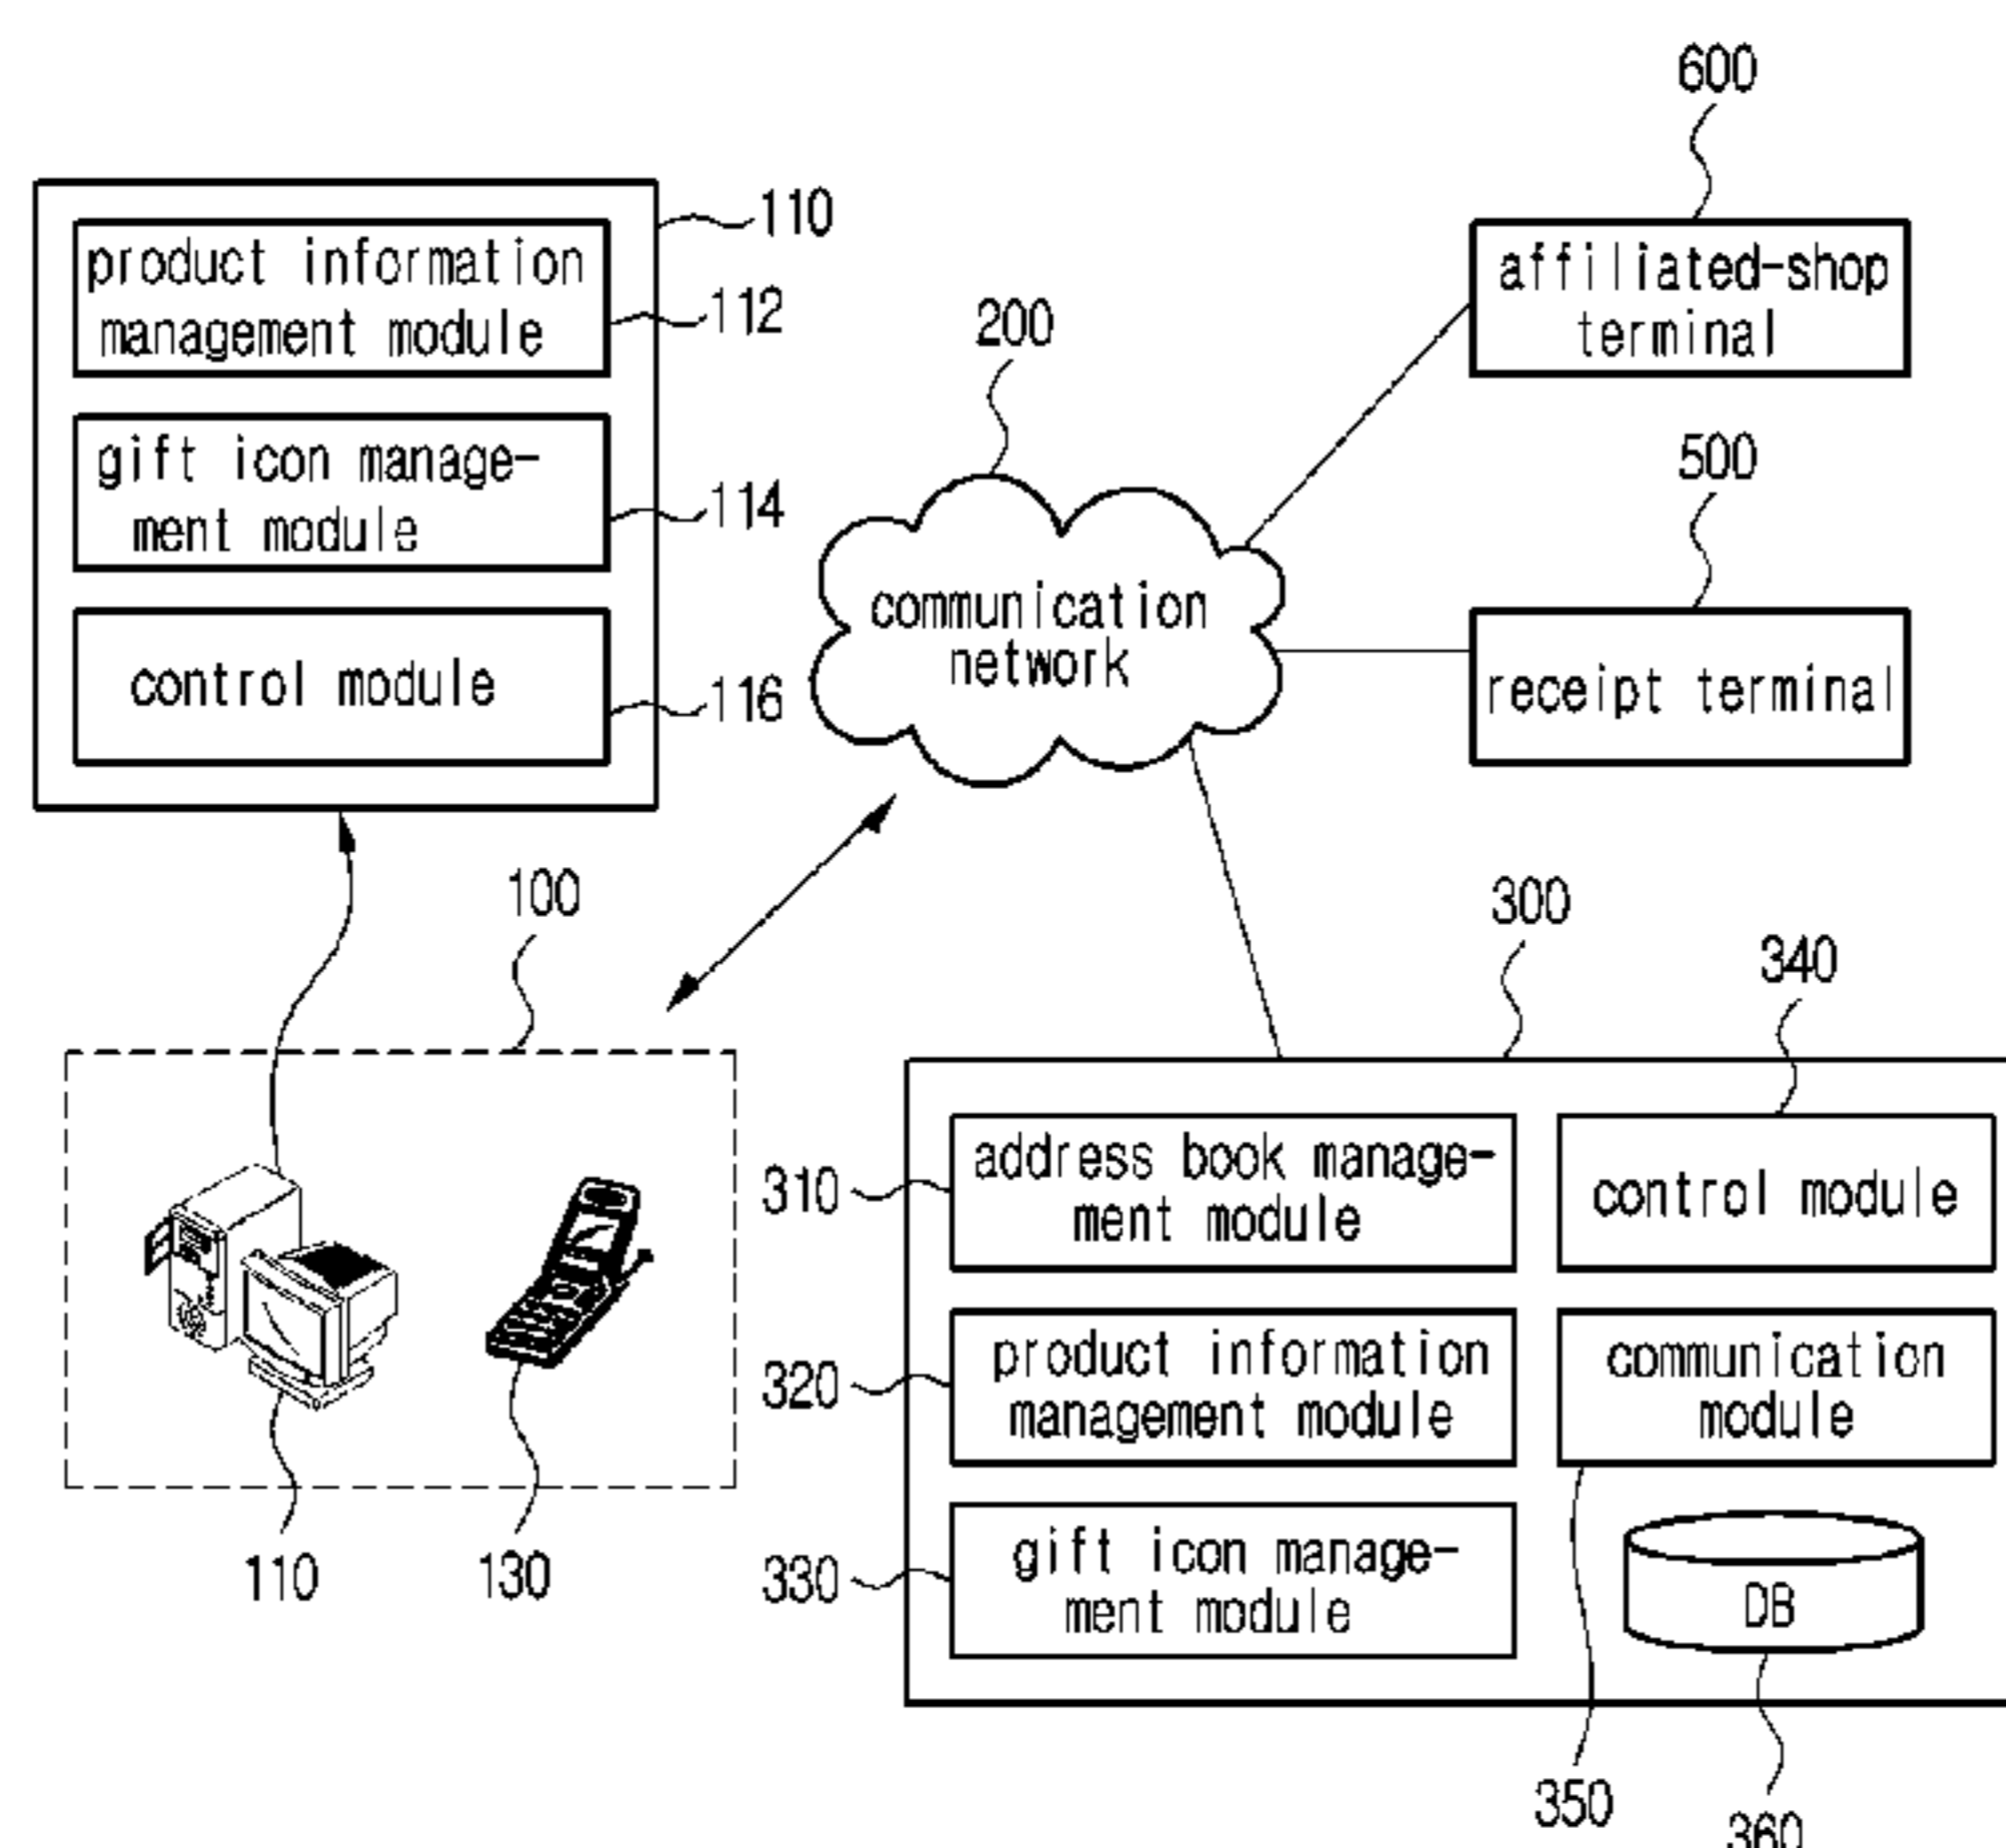 600
110
product information
management module
112
affiliated-shop
terminal
200
gift icon manage-
ment module
114
500
communication
network
control module
116
receipt terminal
100
300
340
310
address book manage-
ment module
control module
320
product information
management module
communication
module
110
130
330
gift icon manage-
ment module
DB
350
360